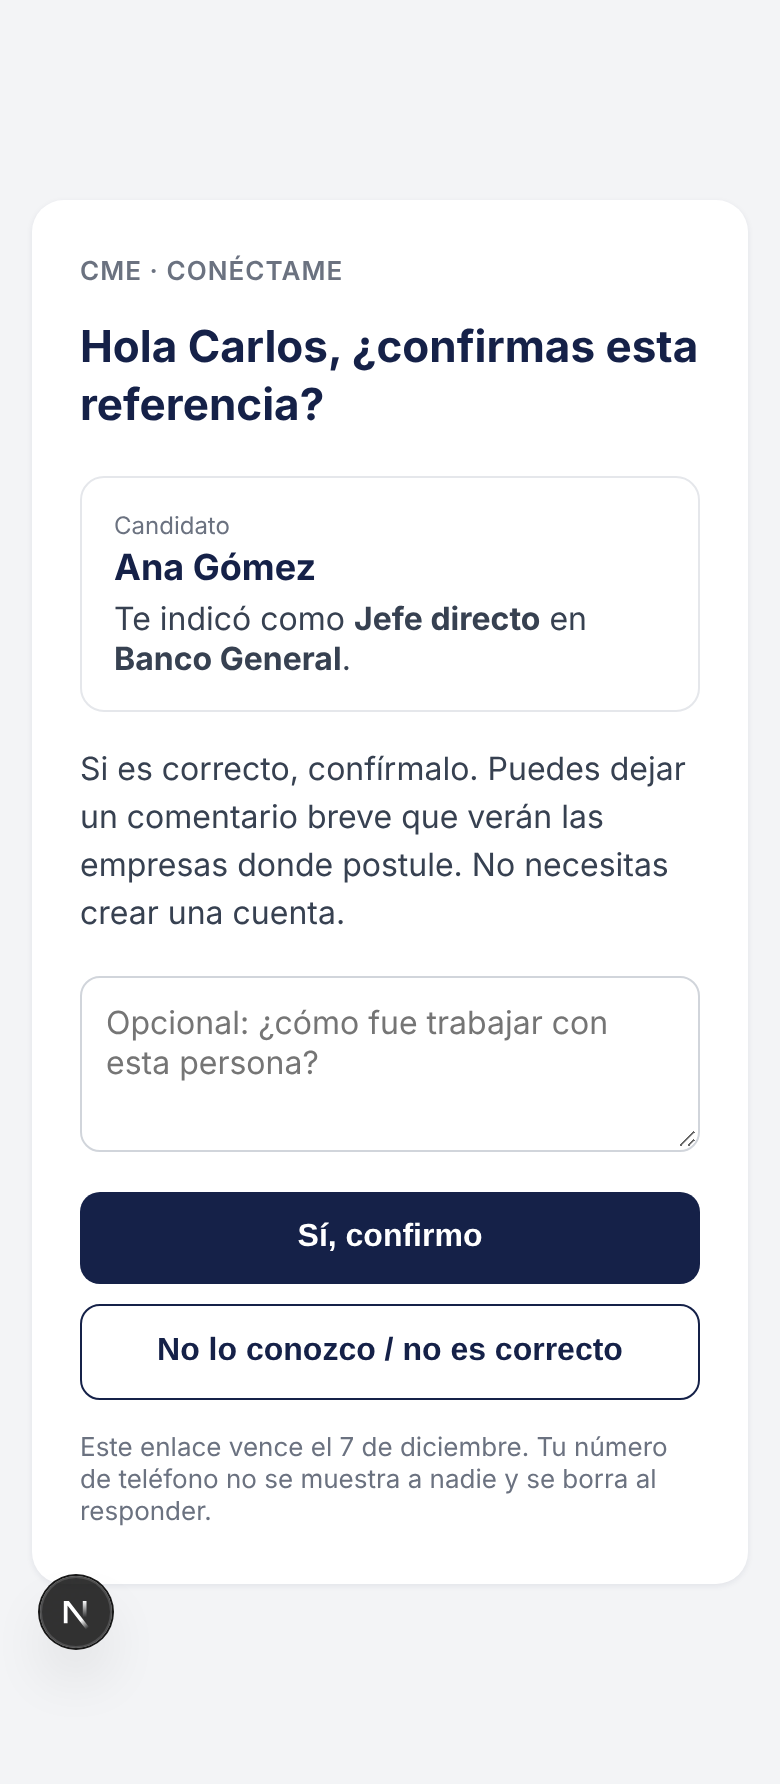 CME · CONÉCTAME
Hola Carlos, ¿confirmas esta
referencia?
Candidato
Ana Gómez
Te indicó como Jefe directo en
Banco General.
Si es correcto, confírmalo. Puedes dejar
un comentario breve que verán las
empresas donde postule. No necesitas
crear una cuenta.
Opcional: ¿cómo fue trabajar con
esta persona?
Sí, confirmo
No lo conozco / no es correcto
Este enlace vence el 7 de diciembre. Tu número
de teléfono no se muestra a nadie y se borra al
responder.
N